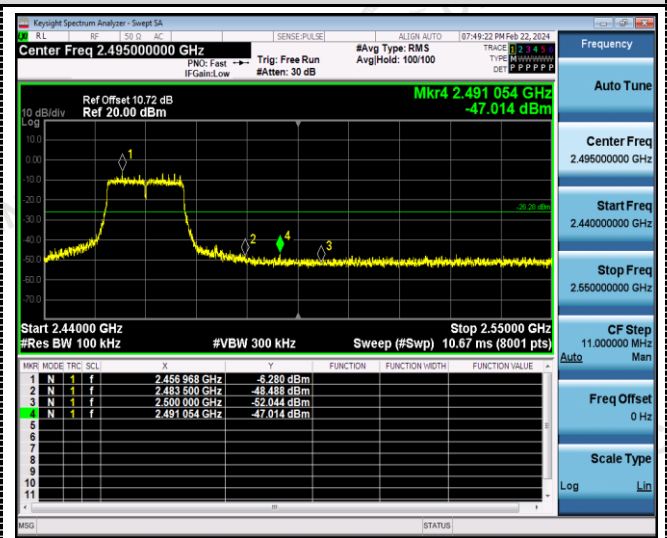 Keysight Spectrum Analyzer - Swept SA
RL RF 50 Ω AC SENSE:PULSE ALIGN AUTO 07:49:22 PM Feb 22, 2024
Center Freq 2.495000000 GHz
PNO: Fast
IFGain:Low
Trig: Free Run
#Atten: 30 dB
#Avg Type: RMS
Avg|Hold: 100/100
TRACE 1 2 3 4 5 6
TYPE MWWWWW
DET P P P P P P
Ref Offset 10.72 dB
10 dB/div Ref 20.00 dBm
Log
Mkr4 2.491 054 GHz
-47.014 dBm
10.0
0.00
-10.0
-20.0
-30.0
-40.0
-50.0
-60.0
-70.0
1
2
4
3
-26.28 dBm
Start 2.44000 GHz Stop 2.55000 GHz
#Res BW 100 kHz #VBW 300 kHz Sweep (#Swp) 10.67 ms (8001 pts)
MKR MODE TRC SCL X Y FUNCTION FUNCTION WIDTH FUNCTION VALUE
1 N 1 f 2.456 968 GHz -6.280 dBm
2 N 1 f 2.483 500 GHz -48.488 dBm
3 N 1 f 2.500 000 GHz -52.044 dBm
4 N 1 f 2.491 054 GHz -47.014 dBm
5
6
7
8
9
10
11
MSG STATUS
Frequency
Auto Tune
Center Freq
2.495000000 GHz
Start Freq
2.440000000 GHz
Stop Freq
2.550000000 GHz
CF Step
11.000000 MHz
Auto Man
Freq Offset
0 Hz
Scale Type
Log Lin